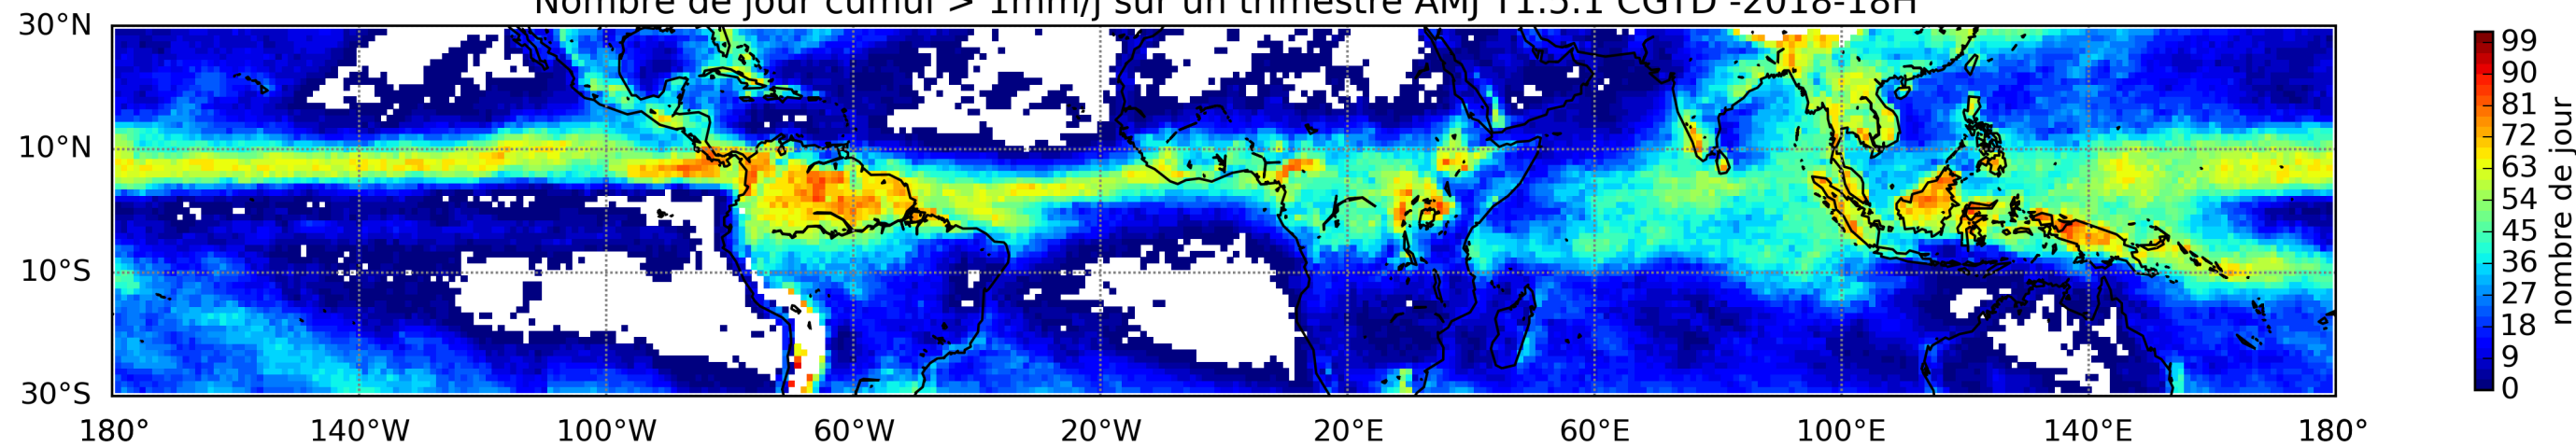 Nombre de jour cumul > 1mm/j sur un trimestre AMJ T1.5.1 CGTD -2018-18H
30°N
10°N
10°S
30°S
180° 140°W 100°W 60°W 20°W 20°E 60°E 100°E 140°E 180°
99
90
81
72
63
54
45
36
27
18
9
0
nombre de jour